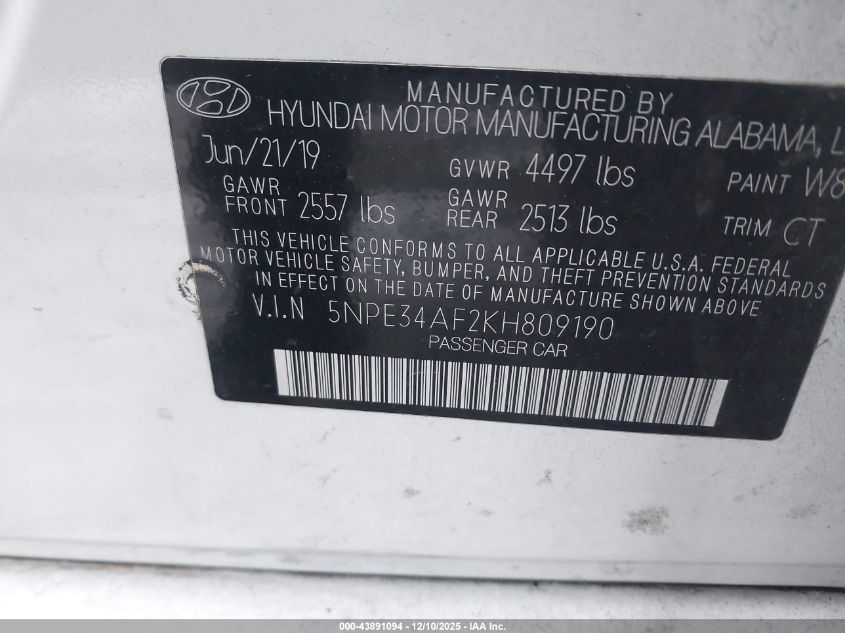 MANUFACTURED BY
HYUNDAI MOTOR MANUFACTURING ALABAMA, L
Jun/21/19 GVWR 4497 lbs PAINT W8
GAWR FRONT 2557 lbs GAWR REAR 2513 lbs TRIM CT
THIS VEHICLE CONFORMS TO ALL APPLICABLE U.S.A. FEDERAL
MOTOR VEHICLE SAFETY, BUMPER, AND THEFT PREVENTION STANDARDS
IN EFFECT ON THE DATE OF MANUFACTURE SHOWN ABOVE
V.I.N 5NPE34AF2KH809190
PASSENGER CAR
000-43891094 - 12/10/2025 - IAA Inc.